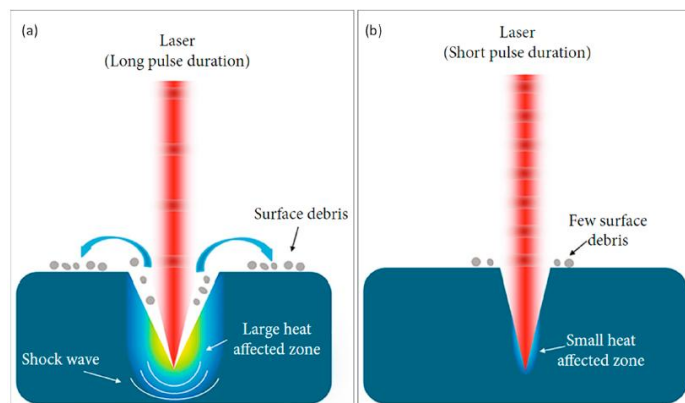 (a)
Laser
(Long pulse duration)
Surface debris
Large heat
affected zone
Shock wave
(b)
Laser
(Short pulse duration)
Few surface
debris
Small heat
affected zone